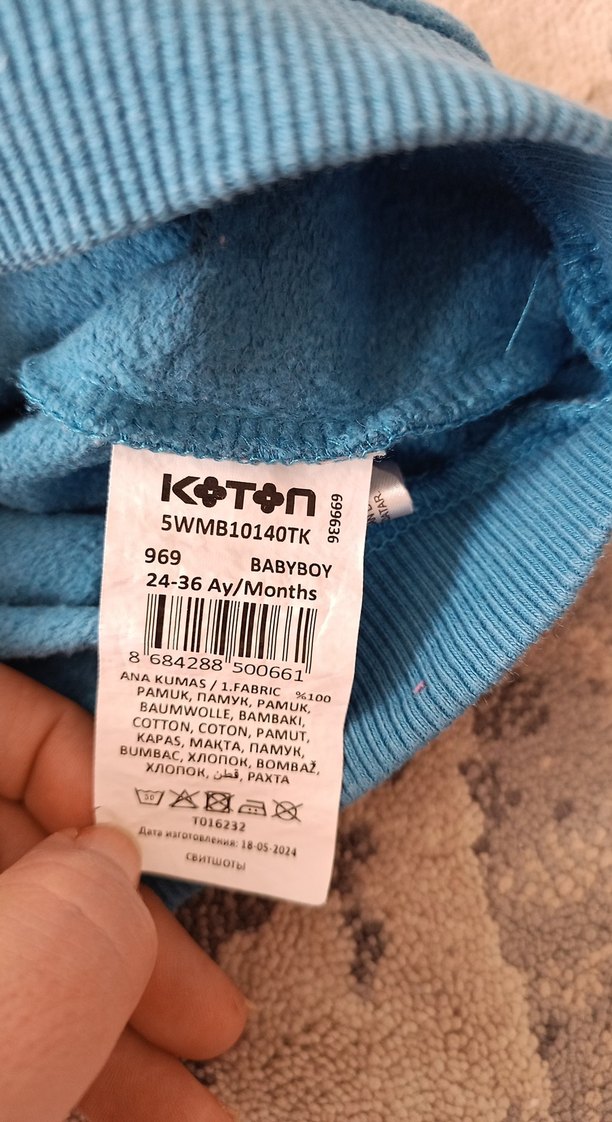 KOTON
699636
5WMB10140TK
969 BABYBOY
24-36 Ay/Months
8 684288 500661
ANA KUMAS / 1.FABRIC %100
PAMUK, ПАМУК, PAMUK,
BAUMWOLLE, BAMBAKI,
COTTON, COTON, PAMUT,
KAPAS, МАҚТА, ПАМУК,
BUMBAC, ХЛОПОК, BOMBAŽ,
ХЛОПОК, قطن, PAXTA
30
T016232
Дата изготовления: 18-05-2024
СВИТШОТЫ